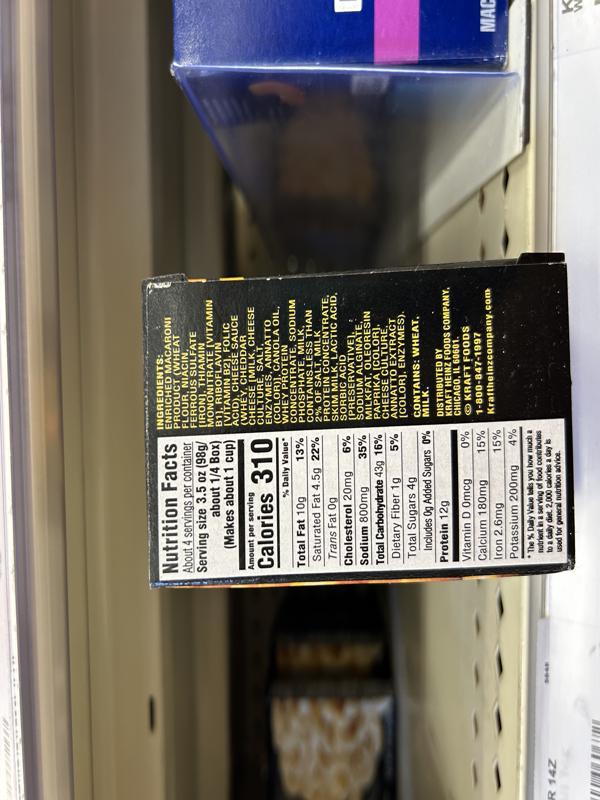 Nutrition Facts
About 4 servings per container
Serving size 3.5 oz (98g/
about 1/4 Box)
(Makes about 1 cup)
Amount per serving
Calories 310
% Daily Value*
Total Fat 10g 13%
Saturated Fat 4.5g 22%
Trans Fat 0g
Cholesterol 20mg 6%
Sodium 800mg 35%
Total Carbohydrate 43g 16%
Dietary Fiber 1g 5%
Total Sugars 4g
Includes 0g Added Sugars 0%
Protein 12g
Vitamin D 0mcg 0%
Calcium 180mg 15%
Iron 2.6mg 15%
Potassium 200mg 4%
* The % Daily Value tells you how much a
nutrient in a serving of food contributes
to a daily diet. 2,000 calories a day is
used for general nutrition advice.
INGREDIENTS:
ENRICHED MACARONI
PRODUCT (WHEAT
FLOUR, NIACIN,
FERROUS SULFATE
[IRON], THIAMIN
MONONITRATE [VITAMIN
B1], RIBOFLAVIN
[VITAMIN B2], FOLIC
ACID), CHEESE SAUCE
(WHEY, CHEDDAR
CHEESE [MILK, CHEESE
CULTURE, SALT,
ENZYMES, ANNATTO
(COLOR)], CANOLA OIL,
WHEY PROTEIN
CONCENTRATE, SODIUM
PHOSPHATE, MILK,
CONTAINS LESS THAN
2% OF SALT, MILK
PROTEIN CONCENTRATE,
SKIM MILK, LACTIC ACID,
SORBIC ACID
[PRESERVATIVE],
SODIUM ALGINATE,
WHEAT, OLEORESIN
PAPRIKA [COLOR],
CHEESE CULTURE,
ANNATTO EXTRACT
[COLOR], ENZYMES).
CONTAINS: WHEAT,
MILK.
DISTRIBUTED BY
KRAFT HEINZ FOODS COMPANY,
CHICAGO, IL 60691.
© KRAFT FOODS
1-800-847-1997
Kraftheinzcompany.com
MAC
R 14Z